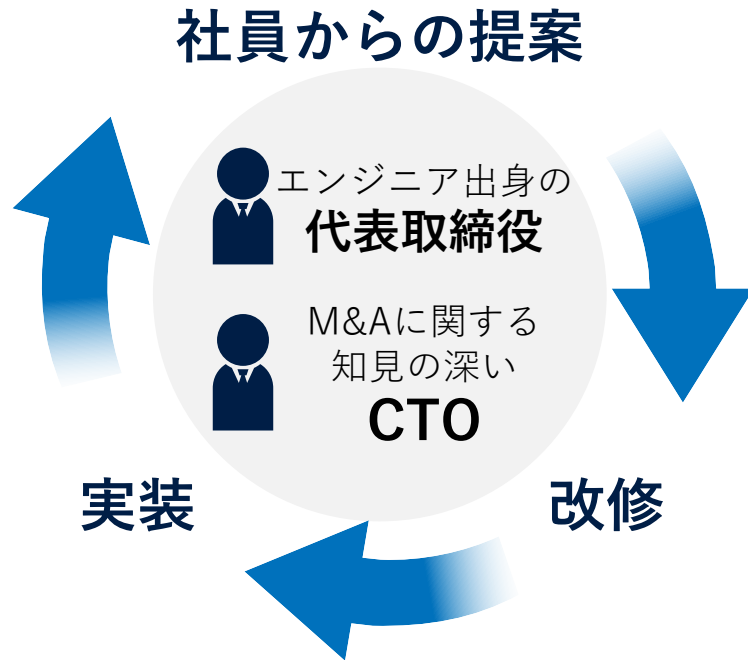 社員からの提案
エンジニア出身の
代表取締役
M&Aに関する
知見の深い
CTO
実装
改修